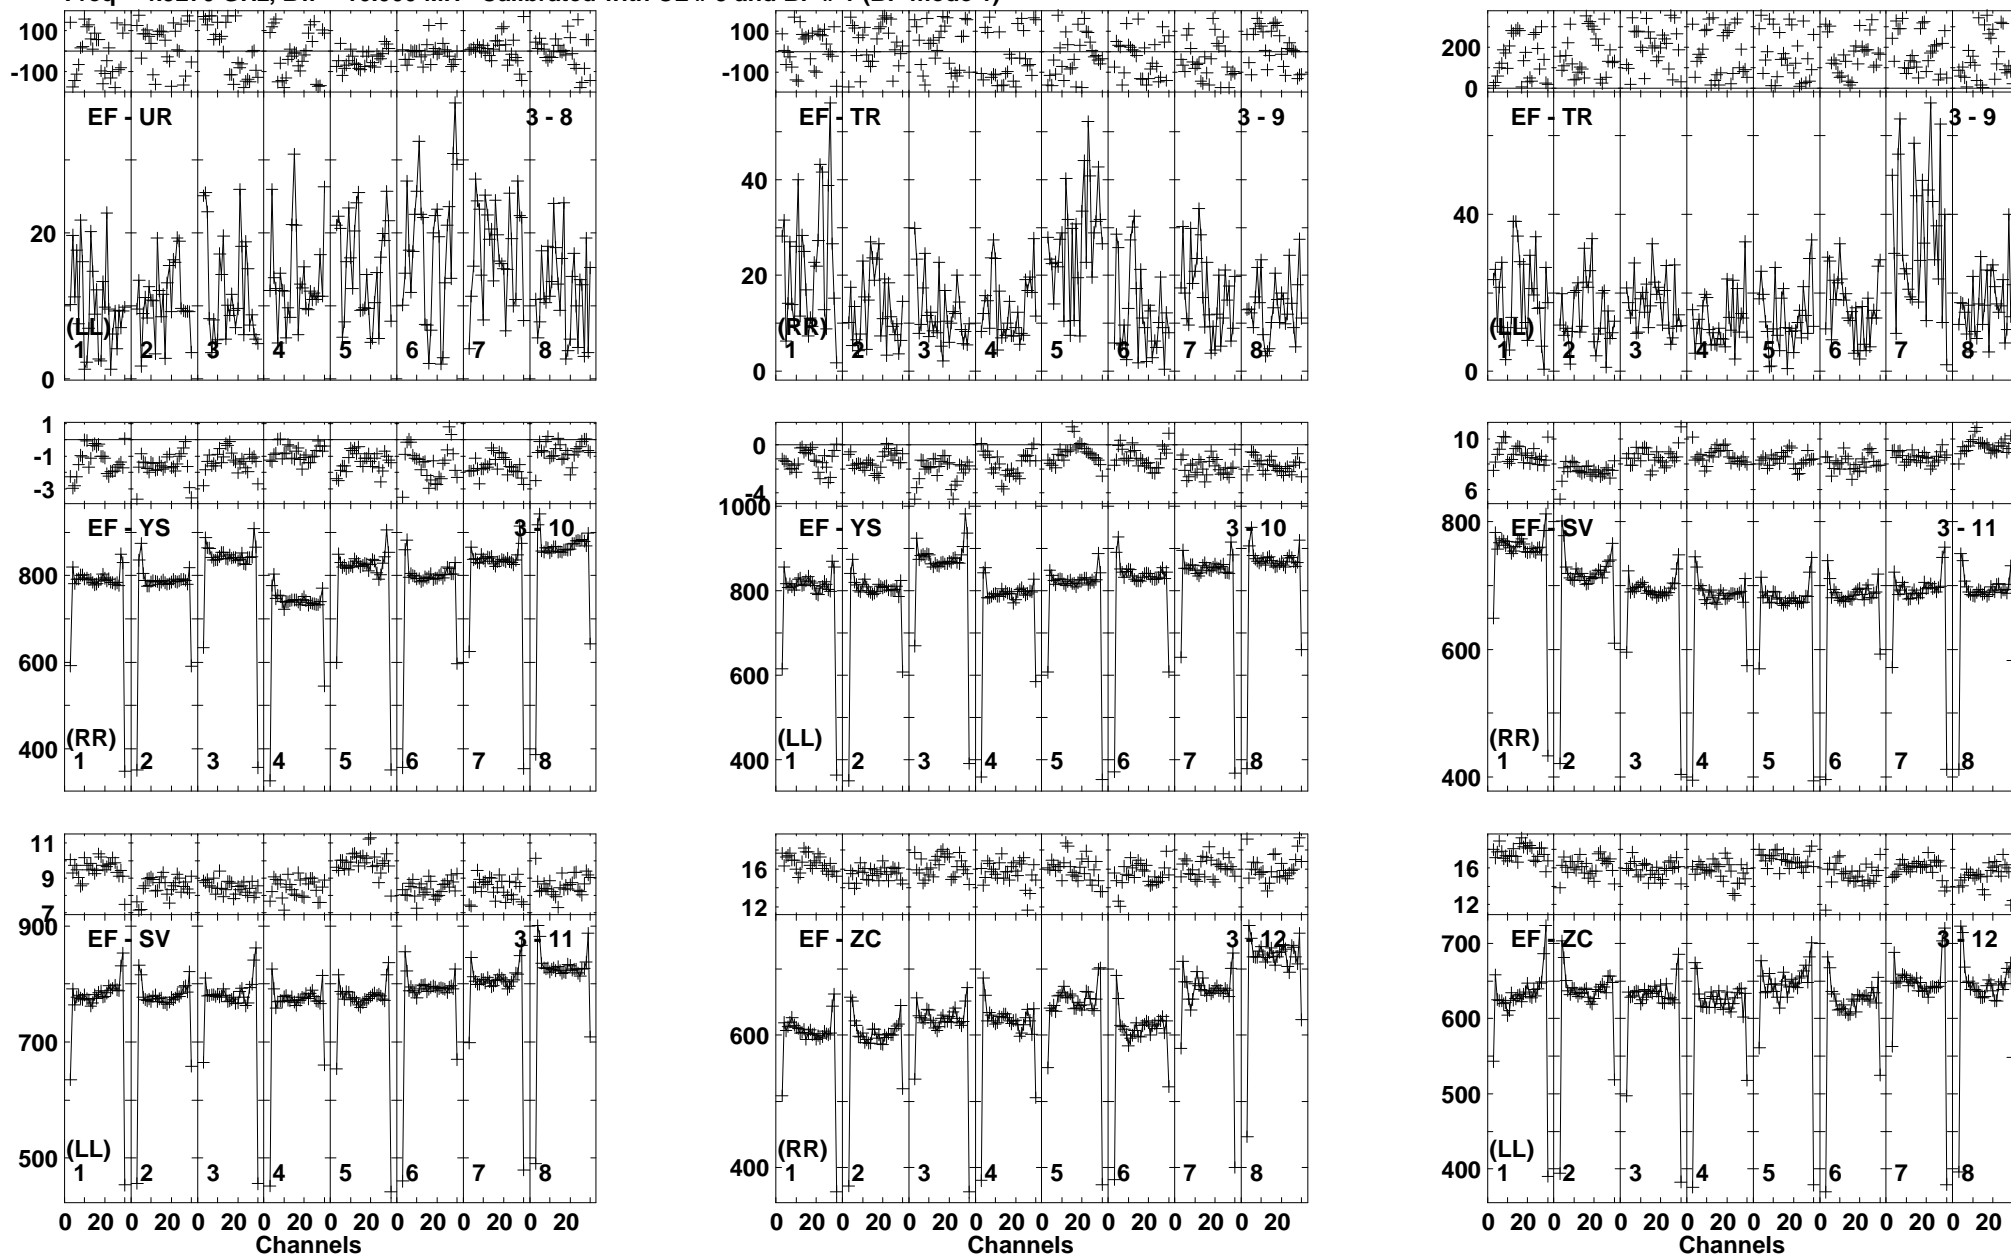 100
-100
EF - UR
3 - 8
20
0
(LL)
1 2 3 4 5 6 7 8
100
-100
EF - TR
3 - 9
40
20
0
(RR)
1 2 3 4 5 6 7 8
200
0
EF - TR
3 - 9
40
0
(LL)
1 2 3 4 5 6 7 8
1
-1
-3
EF - YS
3 - 10
800
600
400
(RR)
1 2 3 4 5 6 7 8
0
-4
1000
EF - YS
3 - 10
800
600
400
(LL)
1 2 3 4 5 6 7 8
10
6
800
EF - SV
3 - 11
600
400
(RR)
1 2 3 4 5 6 7 8
11
9
7
900
EF - SV
3 - 11
700
500
(LL)
1 2 3 4 5 6 7 8
0 20 0 20 0 20 0 20 0 20 0 20 0 20 0 20
Channels
16
12
EF - ZC
3 - 12
600
400
(RR)
1 2 3 4 5 6 7 8
0 20 0 20 0 20 0 20 0 20 0 20 0 20 0 20
Channels
16
12
700
EF - ZC
3 - 12
600
500
400
(LL)
1 2 3 4 5 6 7 8
0 20 0 20 0 20 0 20 0 20 0 20 0 20 0 20
Channels